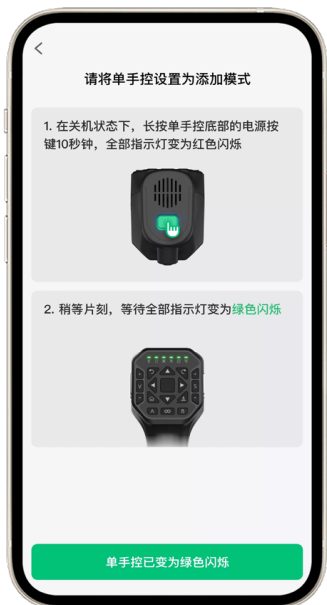 请将单手控设置为添加模式
1. 在关机状态下，长按单手控底部的电源按
键10秒钟，全部指示灯变为红色闪烁
2. 稍等片刻，等待全部指示灯变为绿色闪烁
单手控已变为绿色闪烁